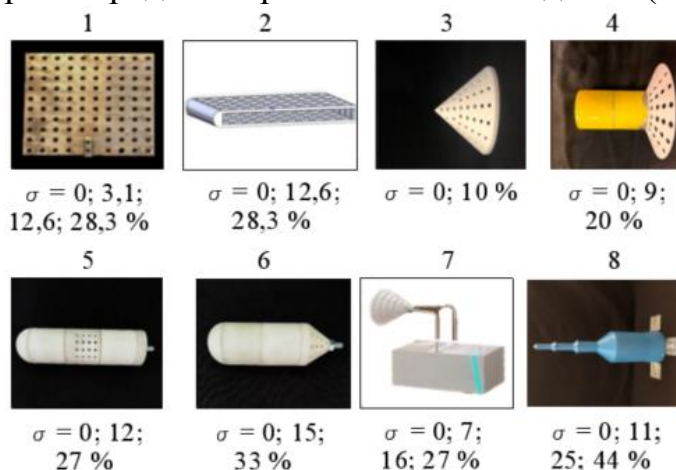 1 2 3 4
σ = 0; 3,1; σ = 0; 12,6; σ = 0; 10 % σ = 0; 9;
12,6; 28,3 % 28,3 % 20 %
5 6 7 8
σ = 0; 12; σ = 0; 15; σ = 0; 7; σ = 0; 11;
27 % 33 % 16; 27 % 25; 44 %